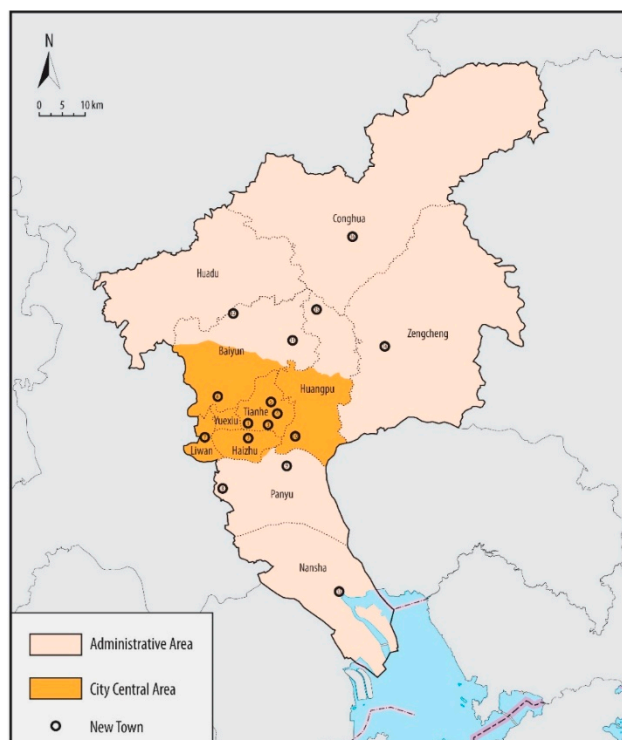 N
0 5 10 km
Conghua
Huadu
Zengcheng
Baiyun
Huangpu
Tianhe
Yuexiu
Liwan
Haizhu
Panyu
Nansha
Administrative Area
City Central Area
New Town